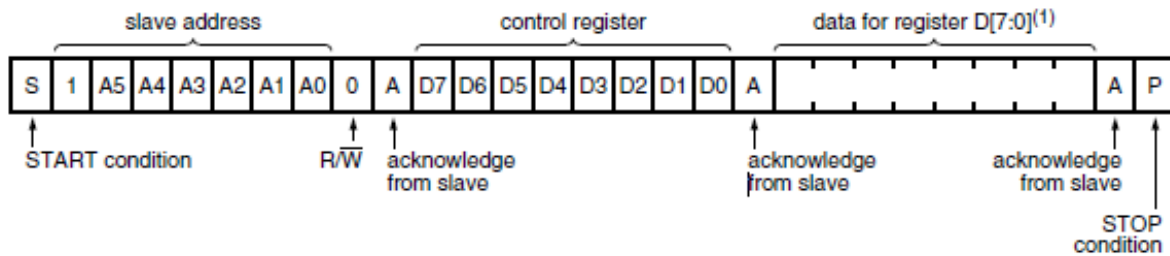 slave address control register data for register D[7:0](1)
S 1 A5 A4 A3 A2 A1 A0 0 A D7 D6 D5 D4 D3 D2 D1 D0 A A P
START condition R/W acknowledge from slave acknowledge from slave acknowledge from slave
STOP condition